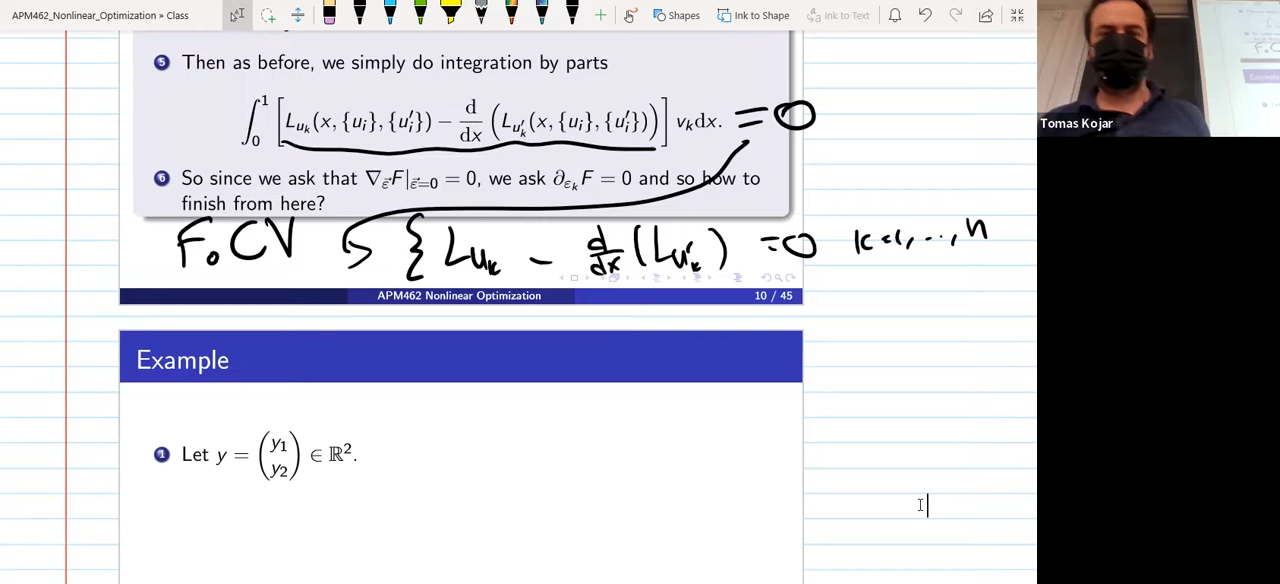 APM462_Nonlinear_Optimization » Class
Shapes
Ink to Shape
Ink to Text
5 Then as before, we simply do integration by parts
∫₀¹ [L_{u_k}(x, {u_i}, {u_i'}) − d/dx (L_{u_k'}(x, {u_i}, {u_i'}))] v_k dx. = 0
6 So since we ask that ∇_{ε⃗} F|_{ε⃗=0} = 0, we ask ∂_{ε_k} F = 0 and so how to
finish from here?
F.o CV ↳ { L_{u_k} − d/dx (L_{u_k'}) = 0 k=1,...,n
APM462 Nonlinear Optimization 10 / 45
Example
1 Let y = (y₁ y₂) ∈ ℝ².
Tomas Kojar